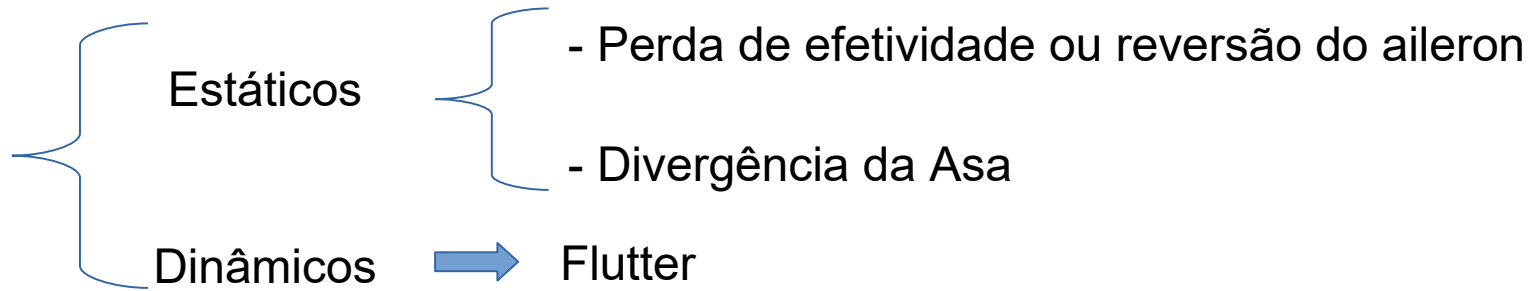 Estáticos
- Perda de efetividade ou reversão do aileron
- Divergência da Asa
Dinâmicos
Flutter